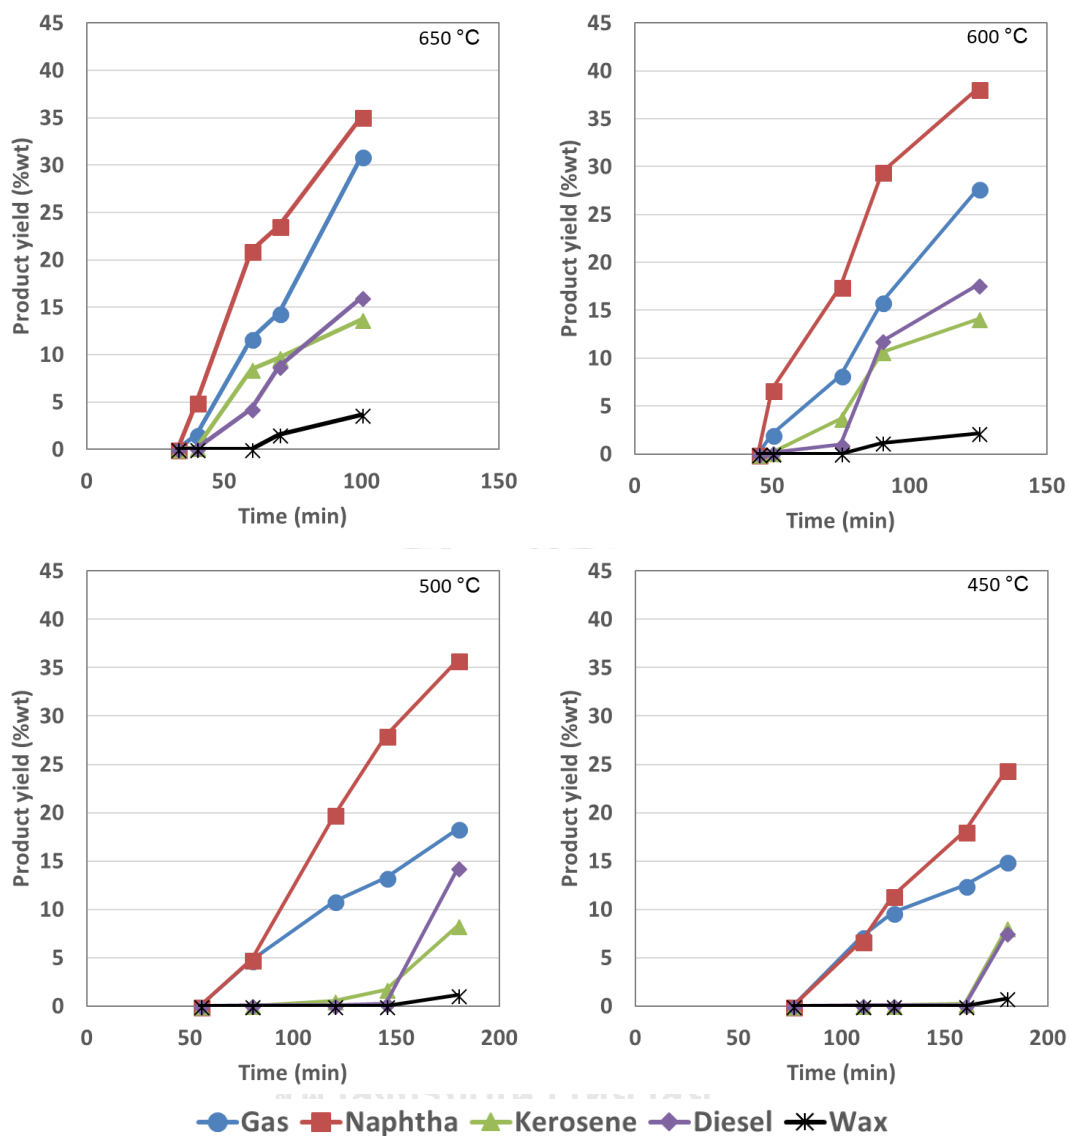 650 °C
45
40
35
30
25
20
15
10
5
0
Product yield (%wt)
0 50 100 150
Time (min)
600 °C
45
40
35
30
25
20
15
10
5
0
Product yield (%wt)
0 50 100 150
Time (min)
500 °C
45
40
35
30
25
20
15
10
5
0
Product yield (%wt)
0 50 100 150 200
Time (min)
450 °C
45
40
35
30
25
20
15
10
5
0
Product yield (%wt)
0 50 100 150 200
Time (min)
Gas Naphtha Kerosene Diesel Wax